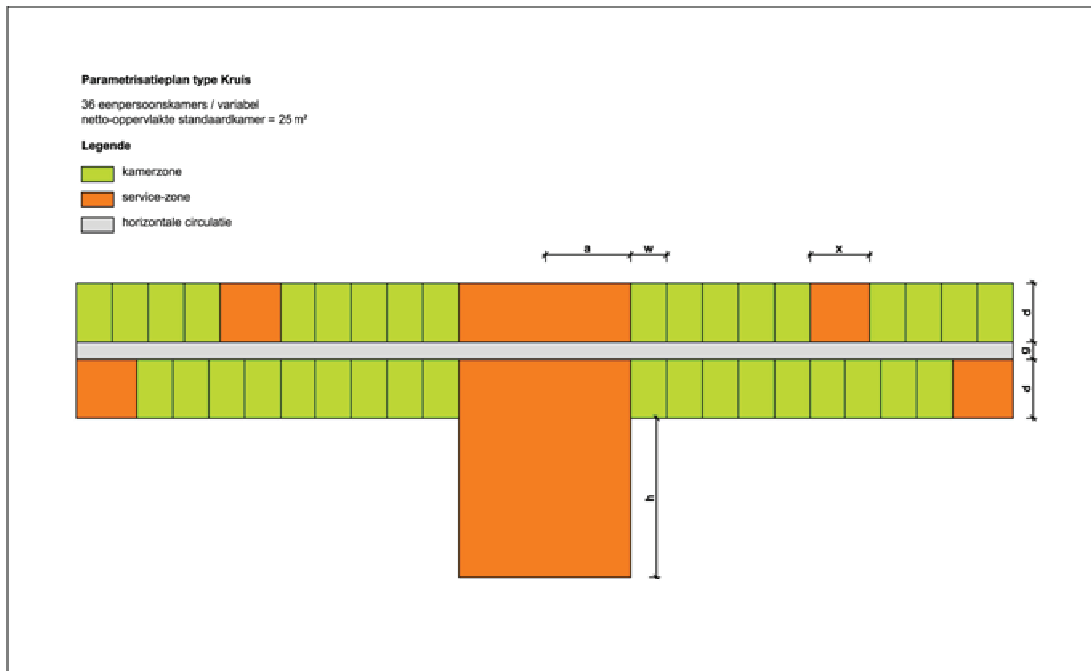 Parametrisatieplan type Kruis
36 eenpersoonskamers / variabel
netto-oppervlakte standaardkamer = 25 m²
Legende
kamerzone
service-zone
horizontale circulatie
a
w
x
d
g
d
h